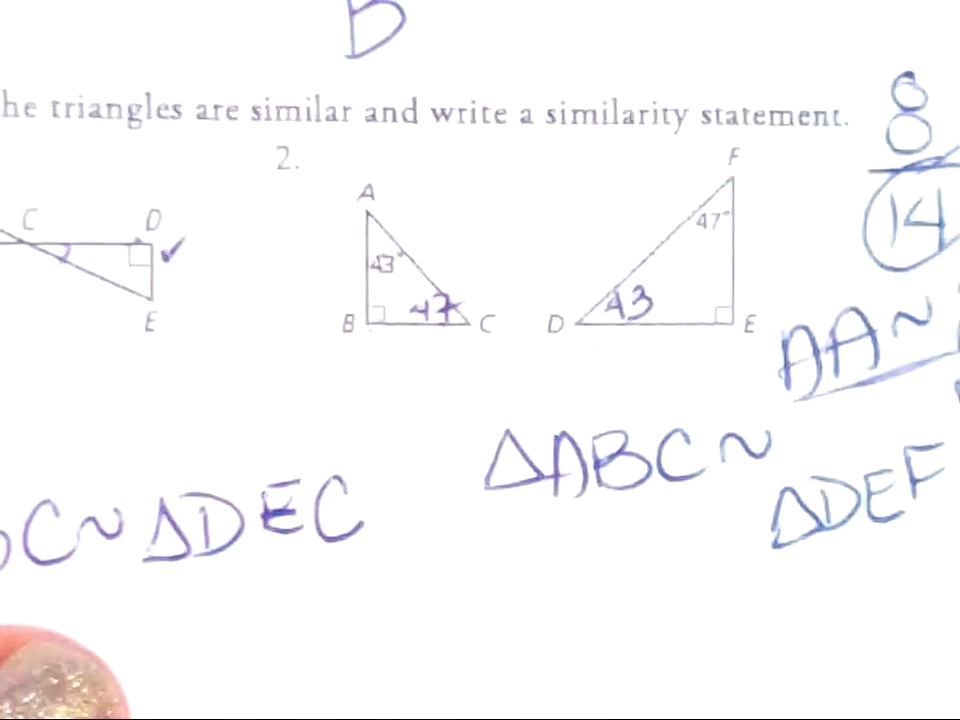 B
he triangles are similar and write a similarity statement.
8
8
14
2.
C D
E
A
43°
47
B C
F
47°
43
D E
AA~
ΔABC~
ΔDEF
C~ΔDEC